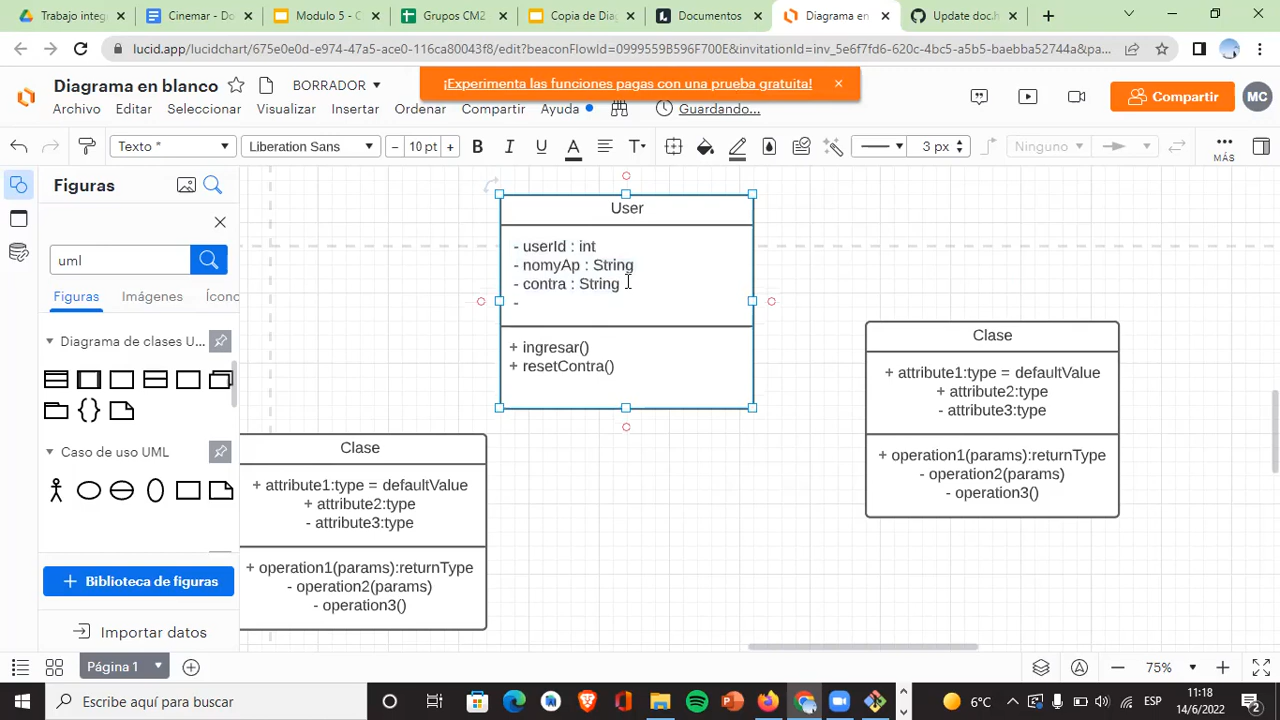 Trabajo integ
Cinemar - Do
Modulo 5 - C
Grupos CM2
Copia de Dia
Documentos
Diagrama en
Update doc.h
lucid.app/lucidchart/675e0e0d-e974-47a5-ace0-116ca80043f8/edit?beaconFlowId=0999559B596F700E&invitationId=inv_5e6f7fd6-620c-4bc5-a5b5-baebba52744a&pa...
Diagrama en blanco
BORRADOR
¡Experimenta las funciones pagas con una prueba gratuita!
Archivo Editar Selección Visualizar Insertar Ordenar Compartir Ayuda
Guardando...
Compartir
MC
Texto *
Liberation Sans
10 pt
B I U A T
3 px
Ninguno
MÁS
Figuras
uml
Figuras Imágenes Ícono
Diagrama de clases U...
Caso de uso UML
Biblioteca de figuras
Importar datos
User
- userId : int
- nomyAp : String
- contra : String
-
+ ingresar()
+ resetContra()
Clase
+ attribute1:type = defaultValue
+ attribute2:type
- attribute3:type
+ operation1(params):returnType
- operation2(params)
- operation3()
Clase
+ attribute1:type = defaultValue
+ attribute2:type
- attribute3:type
+ operation1(params):returnType
- operation2(params)
- operation3()
Página 1
75%
Escribe aquí para buscar
6°C
ESP
11:18
14/6/2022
2